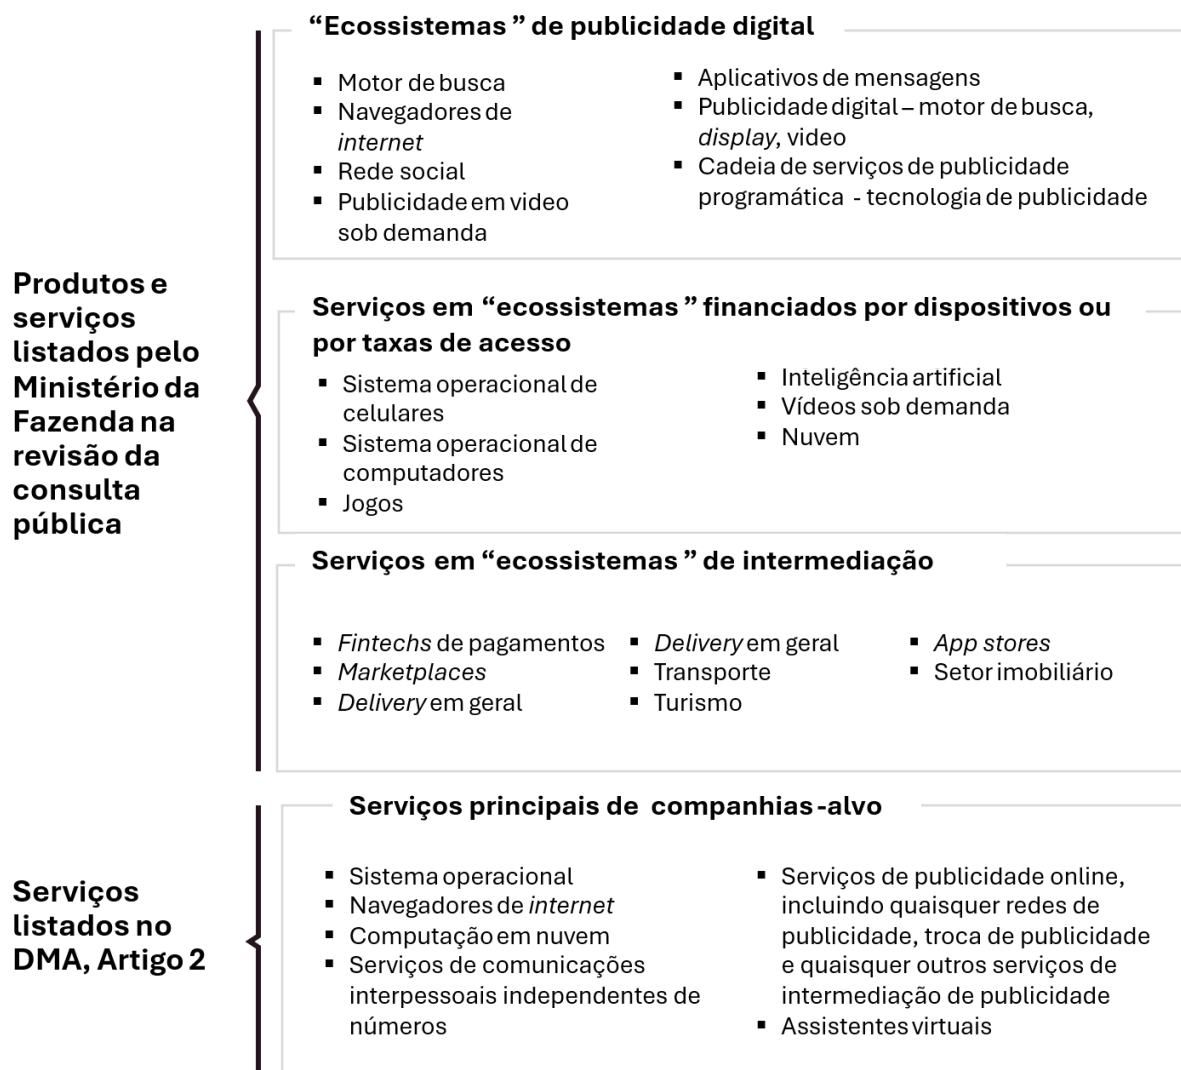 Produtos e
serviços
listados pelo
Ministério da
Fazenda na
revisão da
consulta
pública
“Ecossistemas” de publicidade digital
▪ Motor de busca
▪ Navegadores de
internet
▪ Rede social
▪ Publicidade em video
sob demanda
▪ Aplicativos de mensagens
▪ Publicidade digital – motor de busca,
display, video
▪ Cadeia de serviços de publicidade
programática - tecnologia de publicidade
Serviços em “ecossistemas” financiados por dispositivos ou
por taxas de acesso
▪ Sistema operacional de
celulares
▪ Sistema operacional de
computadores
▪ Jogos
▪ Inteligência artificial
▪ Vídeos sob demanda
▪ Nuvem
Serviços em “ecossistemas” de intermediação
▪ Fintechs de pagamentos
▪ Marketplaces
▪ Delivery em geral
▪ Delivery em geral
▪ Transporte
▪ Turismo
▪ App stores
▪ Setor imobiliário
Serviços
listados no
DMA, Artigo 2
Serviços principais de companhias-alvo
▪ Sistema operacional
▪ Navegadores de internet
▪ Computação em nuvem
▪ Serviços de comunicações
interpessoais independentes de
números
▪ Serviços de publicidade online,
incluindo quaisquer redes de
publicidade, troca de publicidade
e quaisquer outros serviços de
intermediação de publicidade
▪ Assistentes virtuais